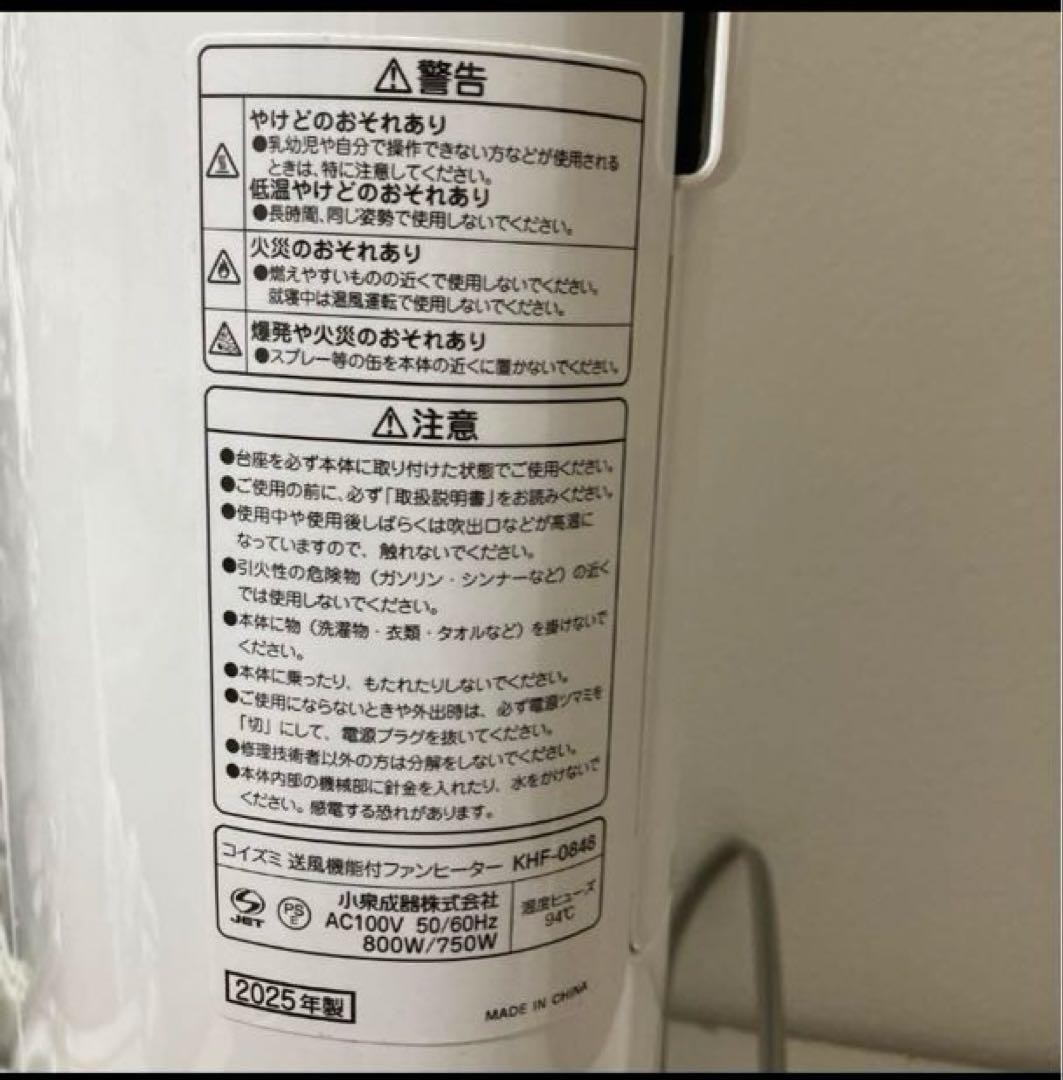 ⚠警告
やけどのおそれあり
●乳幼児や自分で操作できない方などが使用される
ときは、特に注意してください。
低温やけどのおそれあり
●長時間、同じ姿勢で使用しないでください。
火災のおそれあり
●燃えやすいものの近くで使用しないでください。
就寝中は温風運転で使用しないでください。
爆発や火災のおそれあり
●スプレー等の缶を本体の近くに置かないでください。
⚠注意
●台座を必ず本体に取り付けた状態でご使用ください。
●ご使用の前に、必ず「取扱説明書」をお読みください。
●使用中や使用後しばらくは吹出口などが高温に
なっていますので、触れないでください。
●引火性の危険物（ガソリン・シンナーなど）の近く
では使用しないでください。
●本体に物（洗濯物・衣類・タオルなど）を掛けないで
ください。
●本体に乗ったり、もたれたりしないでください。
●ご使用にならないときや外出時は、必ず電源ツマミを
「切」にして、電源プラグを抜いてください。
●修理技術者以外の方は分解をしないでください。
●本体内部の機械部に針金を入れたり、水をかけないで
ください。感電する恐れがあります。
コイズミ 送風機能付ファンヒーター KHF-0848
JET
PS
E
小泉成器株式会社
AC100V 50/60Hz
800W/750W
温度ヒューズ
94℃
2025年製
MADE IN CHINA